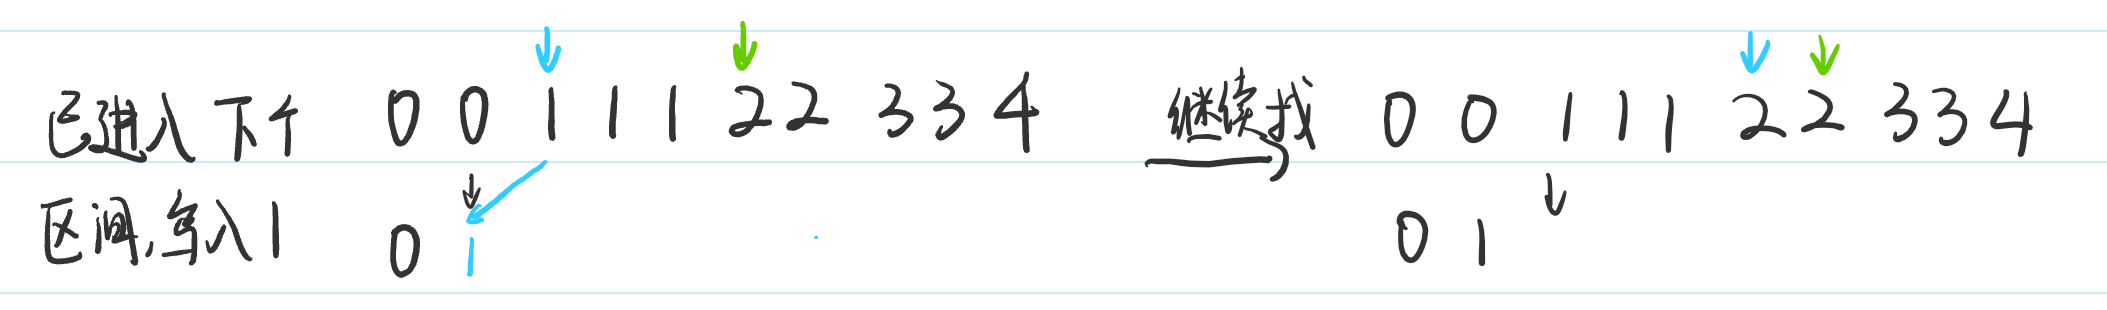 已进入下个 0 0 1 1 1 2 2 3 3 4 继续找 0 0 1 1 1 2 2 3 3 4
区间,写入1 0 1 0 1